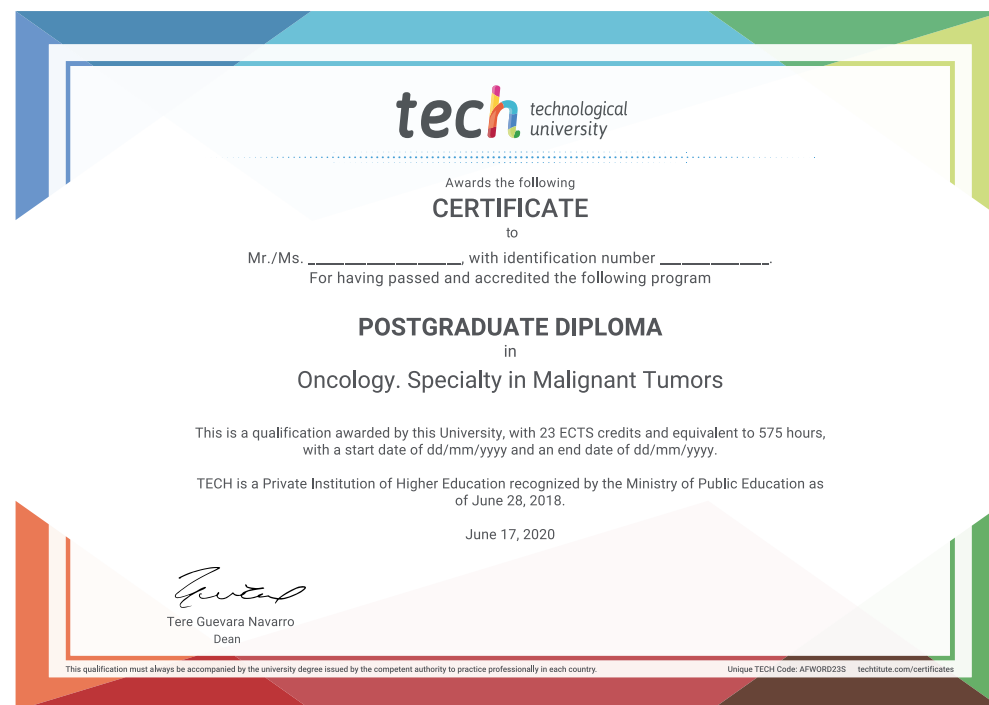 tech technological
university
Awards the following
CERTIFICATE
to
Mr./Ms. ____________________, with identification number ______________.
For having passed and accredited the following program
POSTGRADUATE DIPLOMA
in
Oncology. Specialty in Malignant Tumors
This is a qualification awarded by this University, with 23 ECTS credits and equivalent to 575 hours,
with a start date of dd/mm/yyyy and an end date of dd/mm/yyyy.
TECH is a Private Institution of Higher Education recognized by the Ministry of Public Education as
of June 28, 2018.
June 17, 2020
Tere Guevara Navarro
Dean
This qualification must always be accompanied by the university degree issued by the competent authority to practice professionally in each country.
Unique TECH Code: AFWORD23S techtitute.com/certificates